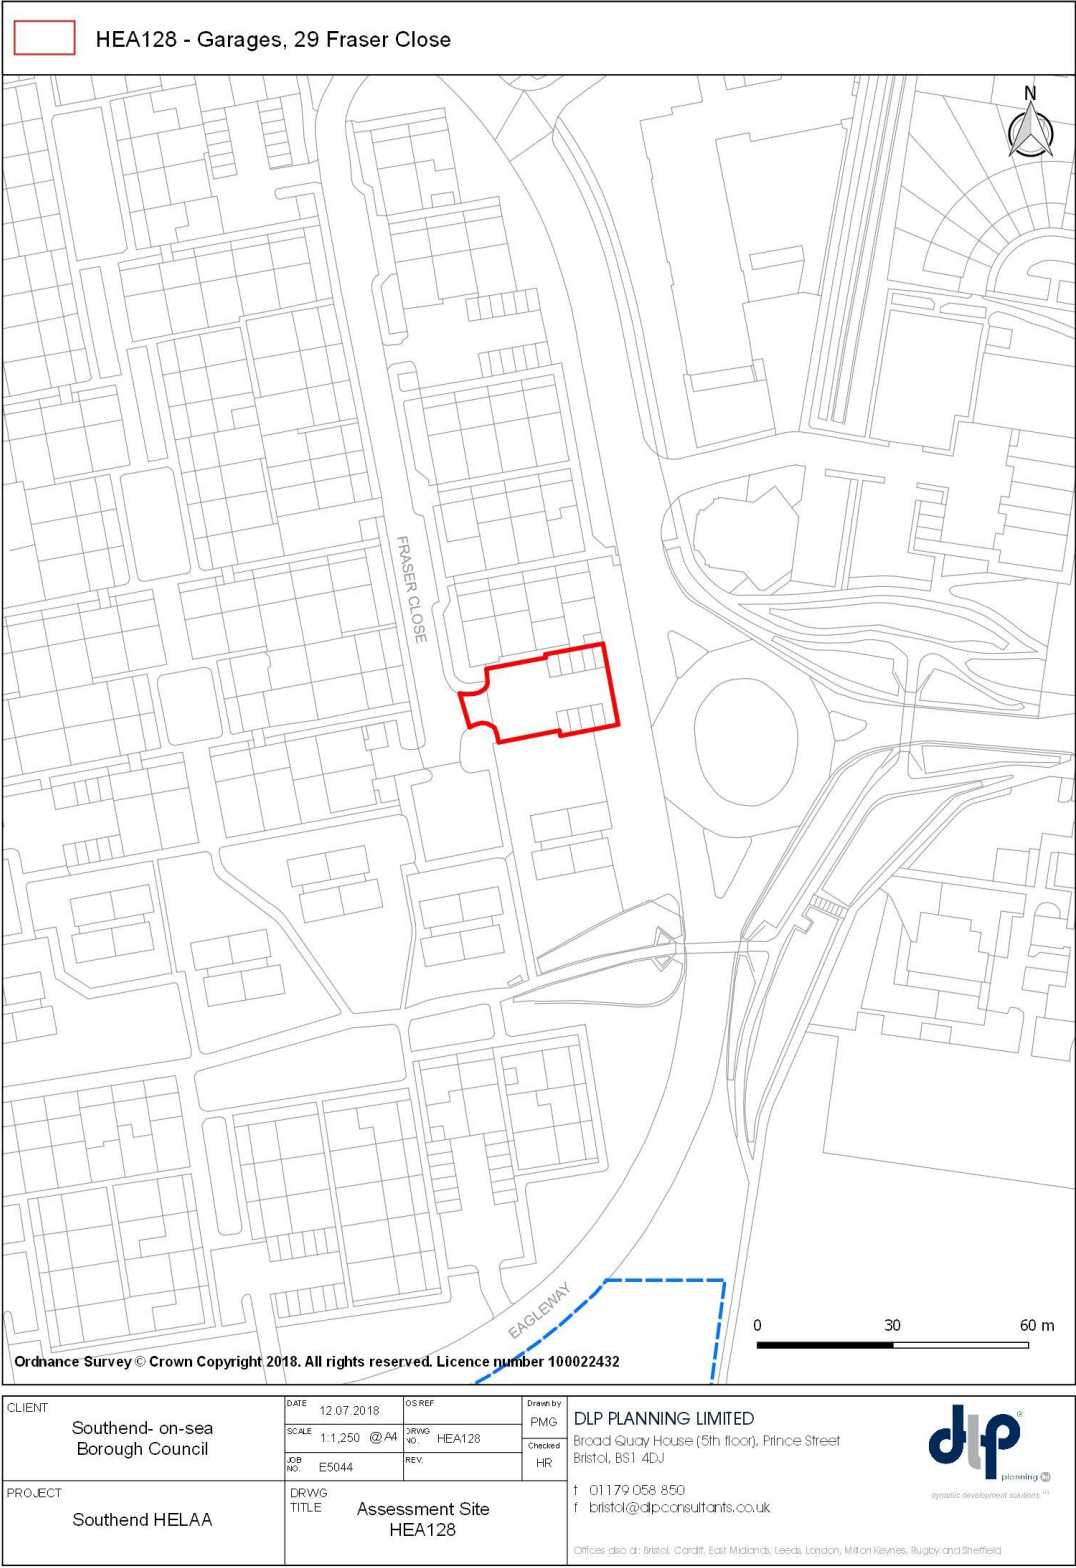 HEA128 - Garages, 29 Fraser Close
N
FRASER CLOSE
EAGLEWAY
0 30 60 m
Ordnance Survey © Crown Copyright 2018. All rights reserved. Licence number 100022432
CLIENT
Southend- on-sea
Borough Council
PROJECT
Southend HELAA
DATE 12.07.2018
OS REF
SCALE 1:1,250 @A4
DRWG NO. HEA128
JOB NO. E5044
REV.
Drawn by
PMG
Checked
HR
DRWG
TITLE Assessment Site
HEA128
DLP PLANNING LIMITED
Broad Quay House (5th floor), Prince Street
Bristol, BS1 4DJ
t 01179 058 850
f bristol@dlpconsultants.co.uk
Offices also at: Bristol, Cardiff, East Midlands, Leeds, London, Milton Keynes, Rugby and Sheffield
dlp
planning ltd
dynamic development solutions ™